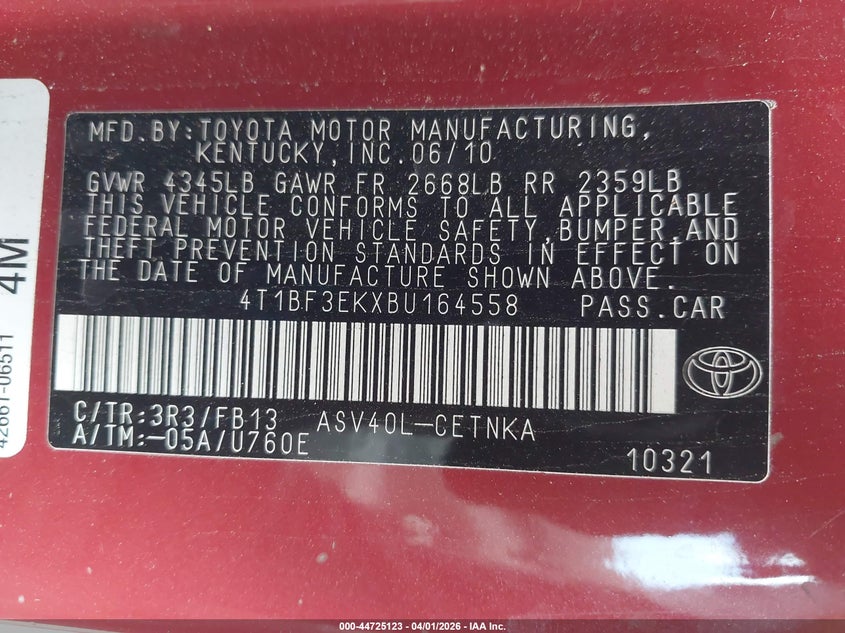 MFD.BY:TOYOTA MOTOR MANUFACTURING,
KENTUCKY,INC.06/10
GVWR 4345LB GAWR FR 2668LB RR 2359LB
THIS VEHICLE CONFORMS TO ALL APPLICABLE
FEDERAL MOTOR VEHICLE SAFETY,BUMPER,AND
THEFT PREVENTION STANDARDS IN EFFECT ON
THE DATE OF MANUFACTURE SHOWN ABOVE.
4T1BF3EKXBU164558 PASS.CAR
C/TR:3R3/FB13 ASV40L-CETNKA
A/TM:-05A/U760E
10321
4M
42661-06511
000-44725123 - 04/01/2026 - IAA Inc.